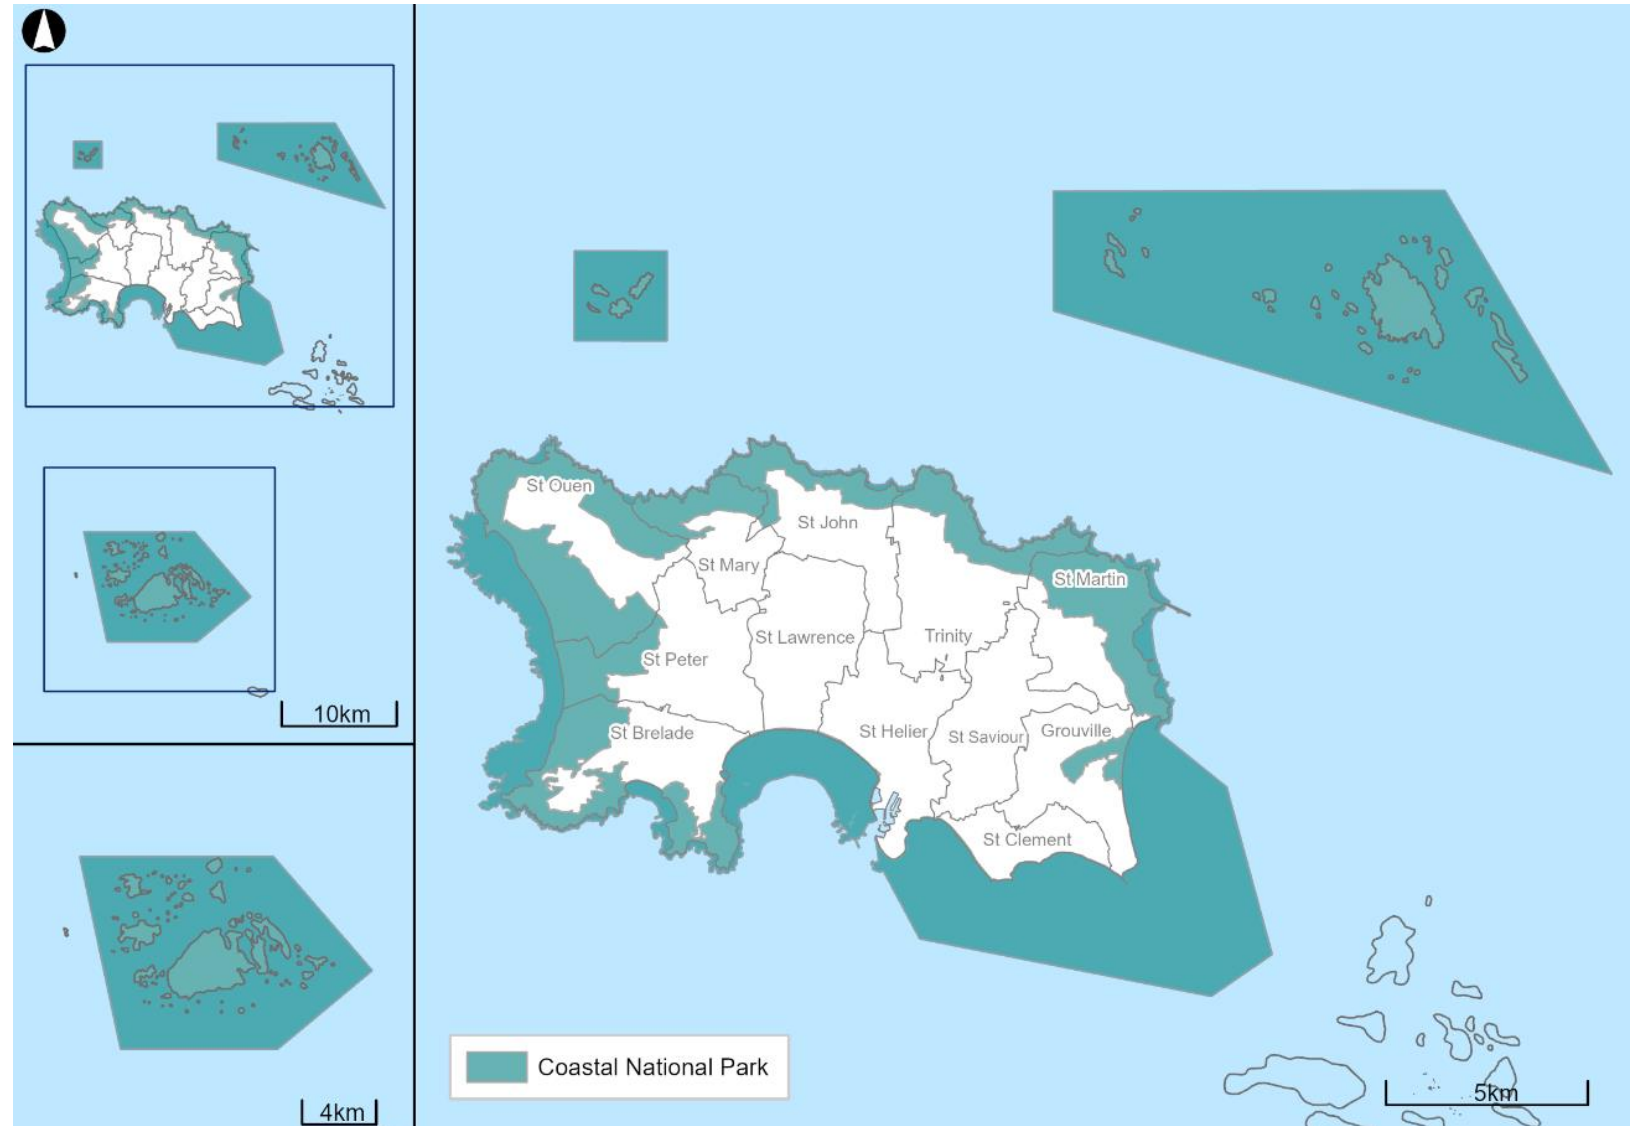 10km
4km
St Ouen
St John
St Mary
St Martin
St Lawrence
Trinity
St Peter
St Brelade
St Helier
St Saviour
Grouville
St Clement
Coastal National Park
5km